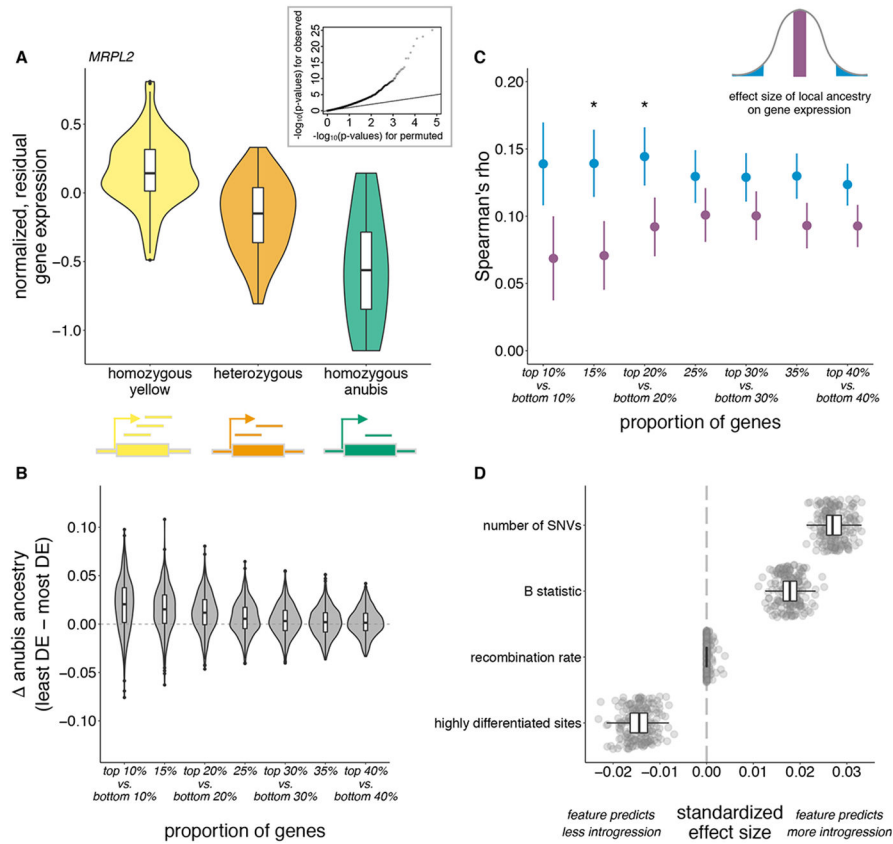 A
MRPL2
normalized, residual
gene expression
0.5
0.0
−0.5
−1.0
homozygous
yellow
heterozygous
homozygous
anubis
-log10(p-values) for observed
25
20
15
10
5
0
0 1 2 3 4 5
-log10(p-values) for permuted
B
Δ anubis ancestry
(least DE − most DE)
0.10
0.05
0.00
−0.05
−0.10
top 10%
vs.
bottom 10%
15%
top 20%
vs.
bottom 20%
25%
top 30%
vs.
bottom 30%
35%
top 40%
vs.
bottom 40%
proportion of genes
C
effect size of local ancestry
on gene expression
Spearman's rho
0.20
0.15
0.10
0.05
0.00
* *
top 10%
vs.
bottom 10%
15%
top 20%
vs.
bottom 20%
25%
top 30%
vs.
bottom 30%
35%
top 40%
vs.
bottom 40%
proportion of genes
D
number of SNVs
B statistic
recombination rate
highly differentiated sites
−0.02 −0.01 0.00 0.01 0.02 0.03
feature predicts
less introgression
standardized
effect size
feature predicts
more introgression